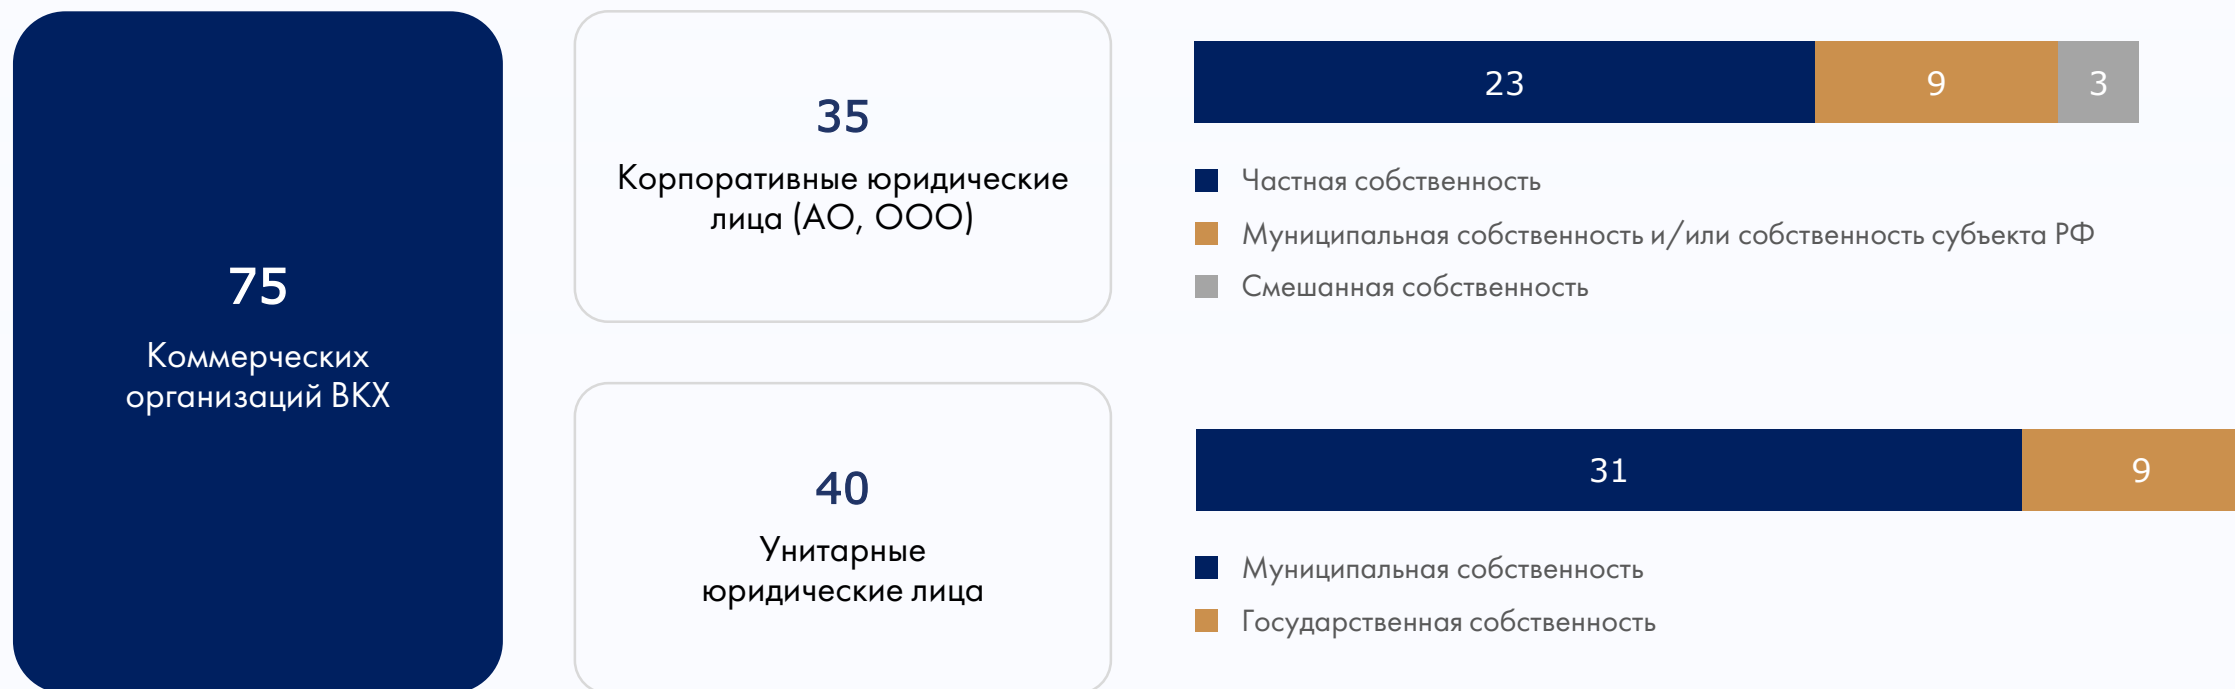 75
Коммерческих
организаций ВКХ
35
Корпоративные юридические
лица (АО, ООО)
23 9 3
Частная собственность
Муниципальная собственность и/или собственность субъекта РФ
Смешанная собственность
40
Унитарные
юридические лица
31 9
Муниципальная собственность
Государственная собственность